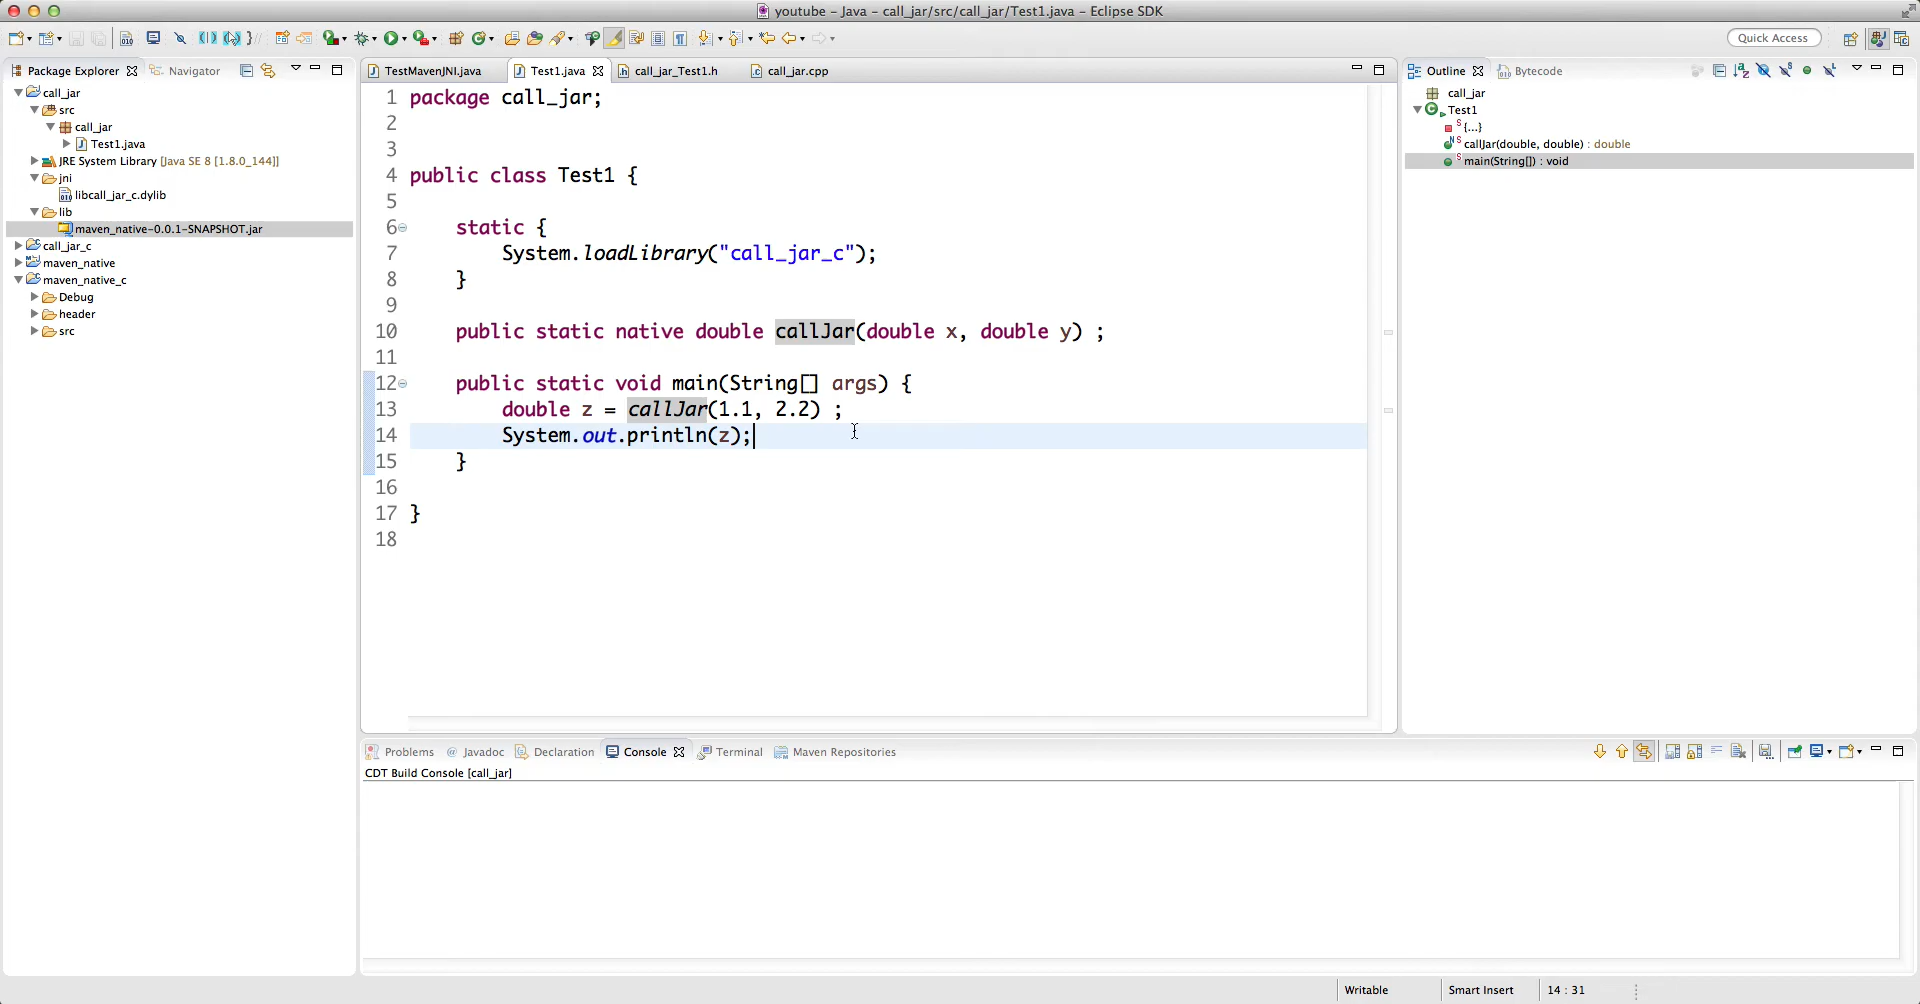 youtube – Java – call_jar/src/call_jar/Test1.java – Eclipse SDK
Quick Access
Package Explorer
Navigator
call_jar
src
call_jar
Test1.java
JRE System Library [Java SE 8 [1.8.0_144]]
jni
libcall_jar_c.dylib
lib
maven_native-0.0.1-SNAPSHOT.jar
call_jar_c
maven_native
maven_native_c
Debug
header
src
TestMavenJNI.java
Test1.java
call_jar_Test1.h
call_jar.cpp
1 package call_jar;
2
3
4 public class Test1 {
5
6 static {
7 System.loadLibrary("call_jar_c");
8 }
9
10 public static native double callJar(double x, double y) ;
11
12 public static void main(String[] args) {
13 double z = callJar(1.1, 2.2) ;
14 System.out.println(z);
15 }
16
17 }
18
Outline
Bytecode
call_jar
Test1
{...}
callJar(double, double) : double
main(String[]) : void
Problems
Javadoc
Declaration
Console
Terminal
Maven Repositories
CDT Build Console [call_jar]
Writable
Smart Insert
14 : 31